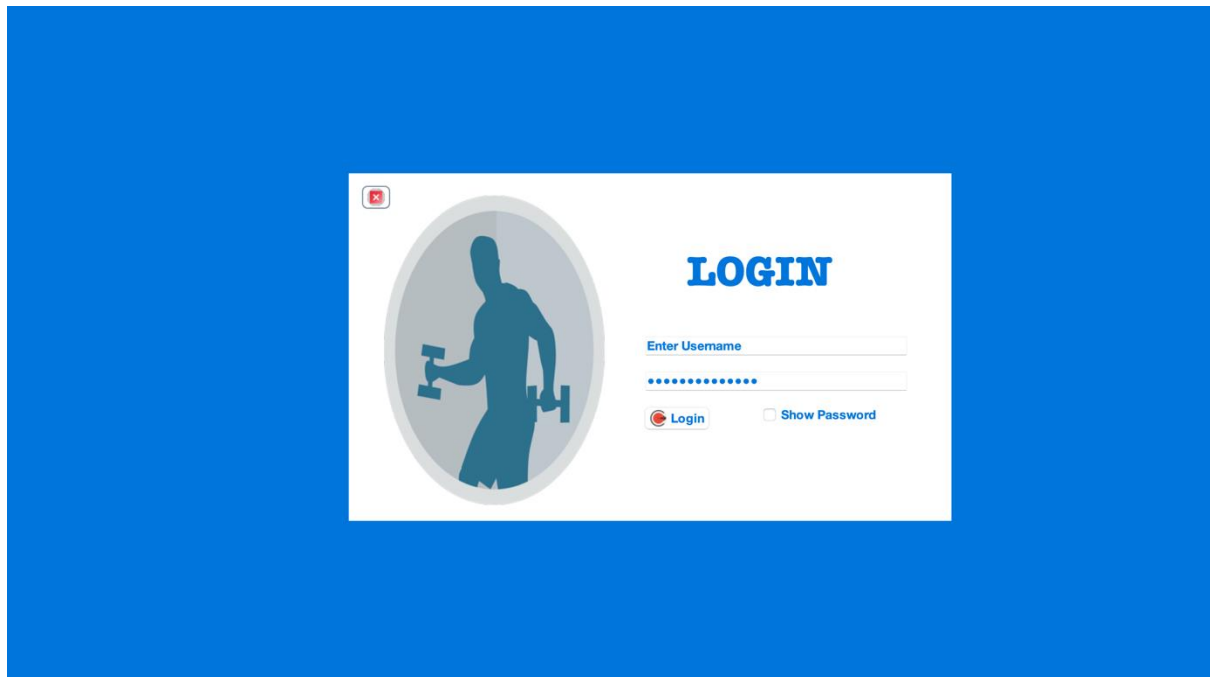 LOGIN
Enter Username
••••••••••••••
Login
Show Password